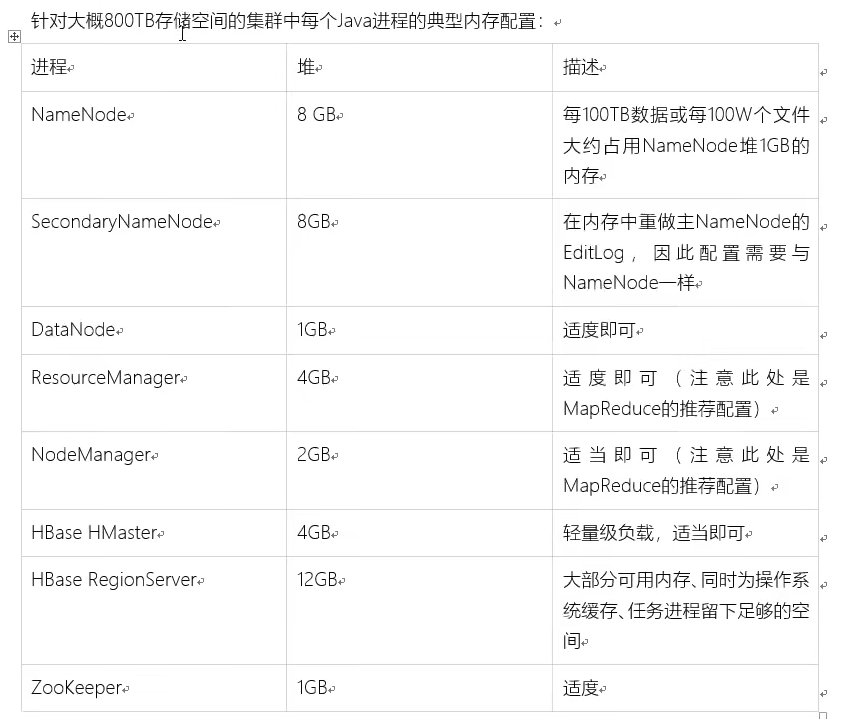 针对大概800TB存储空间的集群中每个Java进程的典型内存配置：
进程
堆
描述
NameNode
8 GB
每100TB数据或每100W个文件
大约占用NameNode堆1GB的
内存
SecondaryNameNode
8GB
在内存中重做主NameNode的
EditLog，因此配置需要与
NameNode一样
DataNode
1GB
适度即可
ResourceManager
4GB
适度即可（注意此处是
MapReduce的推荐配置）
NodeManager
2GB
适当即可（注意此处是
MapReduce的推荐配置）
HBase HMaster
4GB
轻量级负载，适当即可
HBase RegionServer
12GB
大部分可用内存、同时为操作系
统缓存、任务进程留下足够的空
间
ZooKeeper
1GB
适度